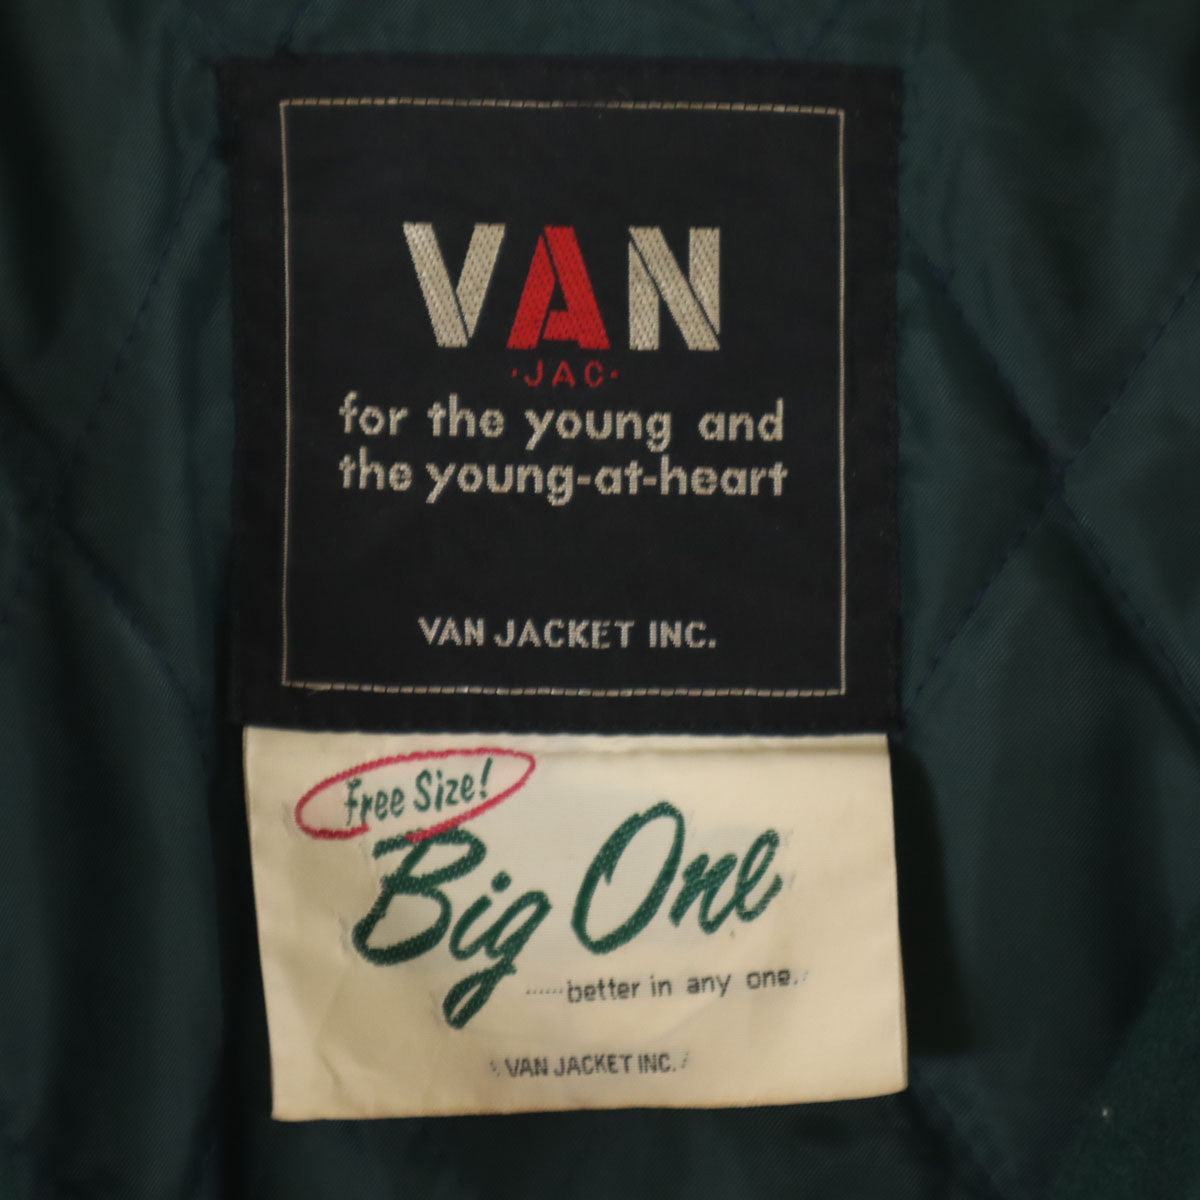 VAN
·JAC·
for the young and
the young-at-heart
VAN JACKET INC.
Free Size!
Big One
......better in any one.
VAN JACKET INC.